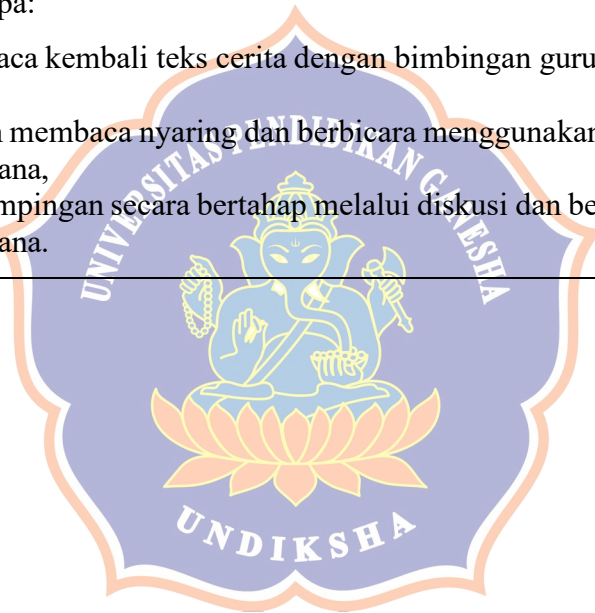 pa:
aca kembali teks cerita dengan bimbingan guru
membaca nyaring dan berbicara menggunakan
ana,
mpingan secara bertahap melalui diskusi dan be
ana.
UNIVERSITAS PENDIDIKAN GANESHA
UNDIKSHA